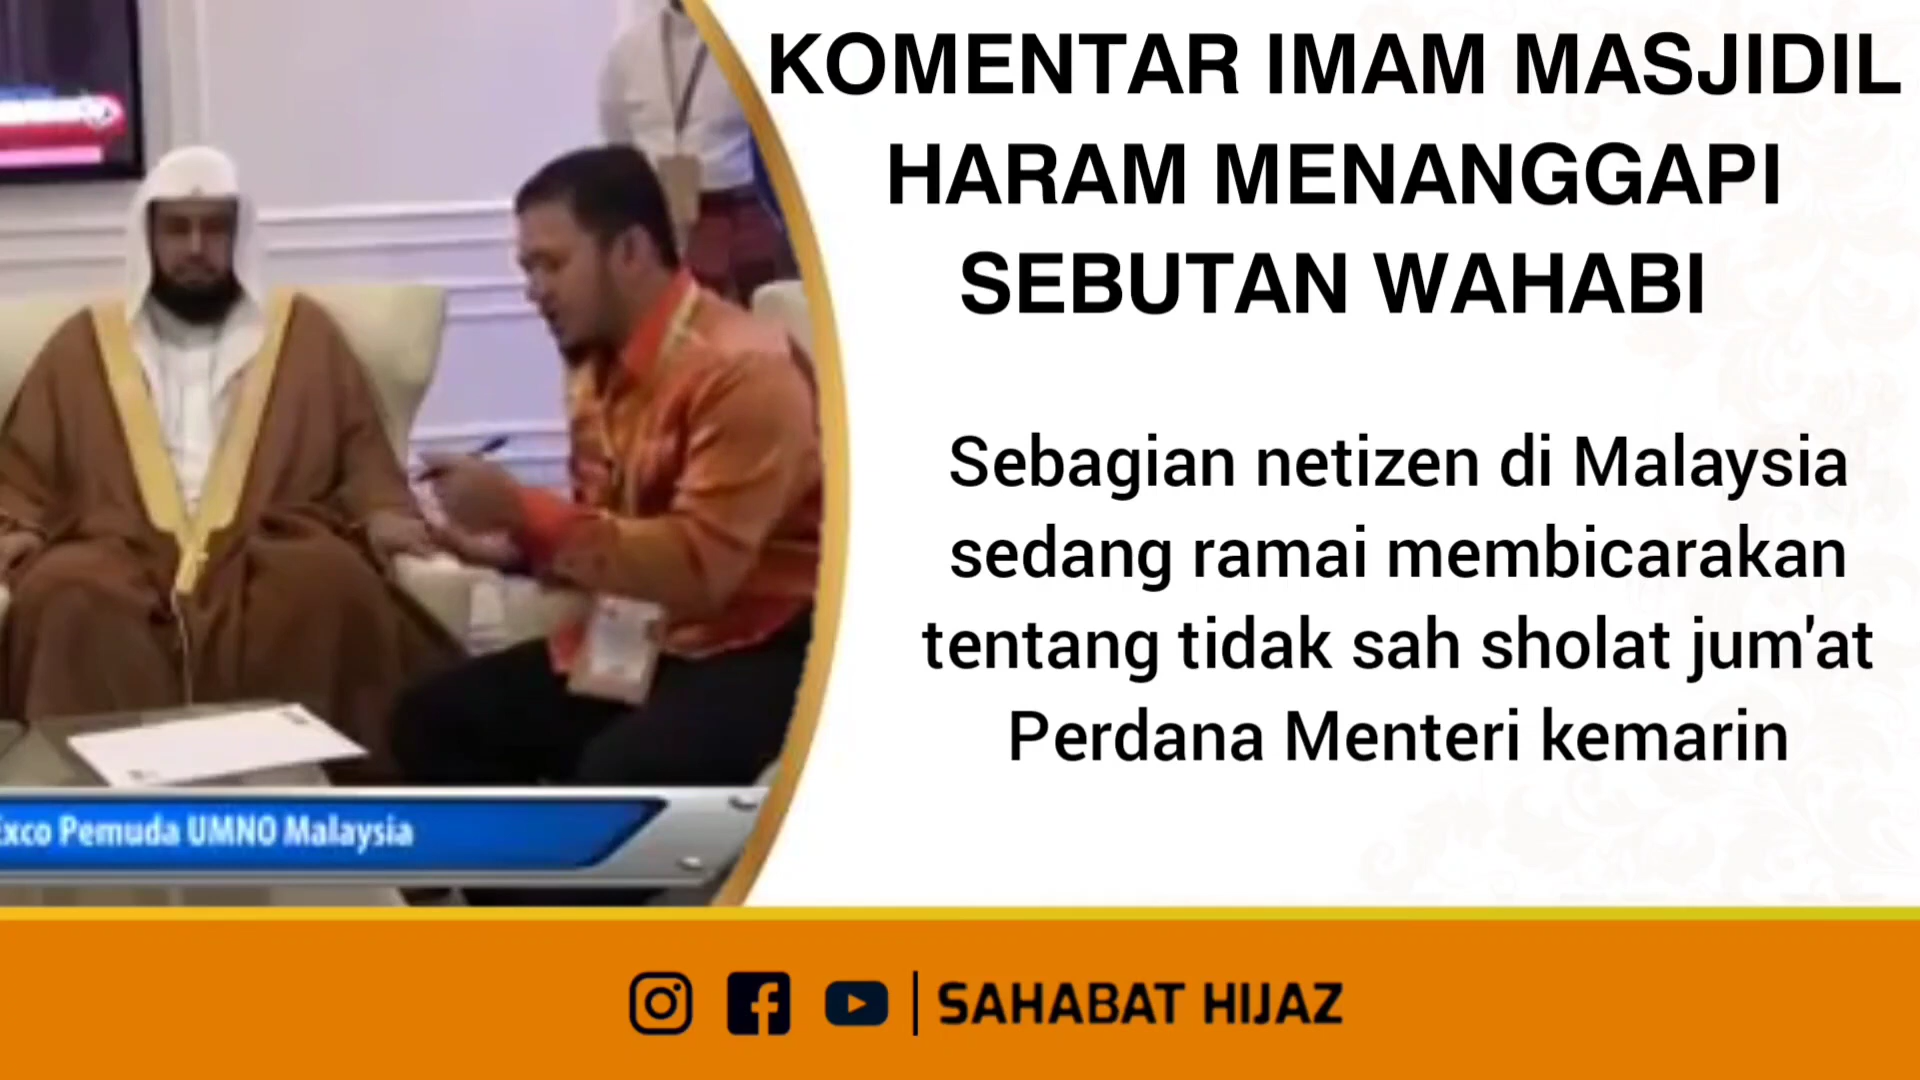 KOMENTAR IMAM MASJIDIL
HARAM MENANGGAPI
SEBUTAN WAHABI
Sebagian netizen di Malaysia
sedang ramai membicarakan
tentang tidak sah sholat jum'at
Perdana Menteri kemarin
Exco Pemuda UMNO Malaysia
SAHABAT HIJAZ